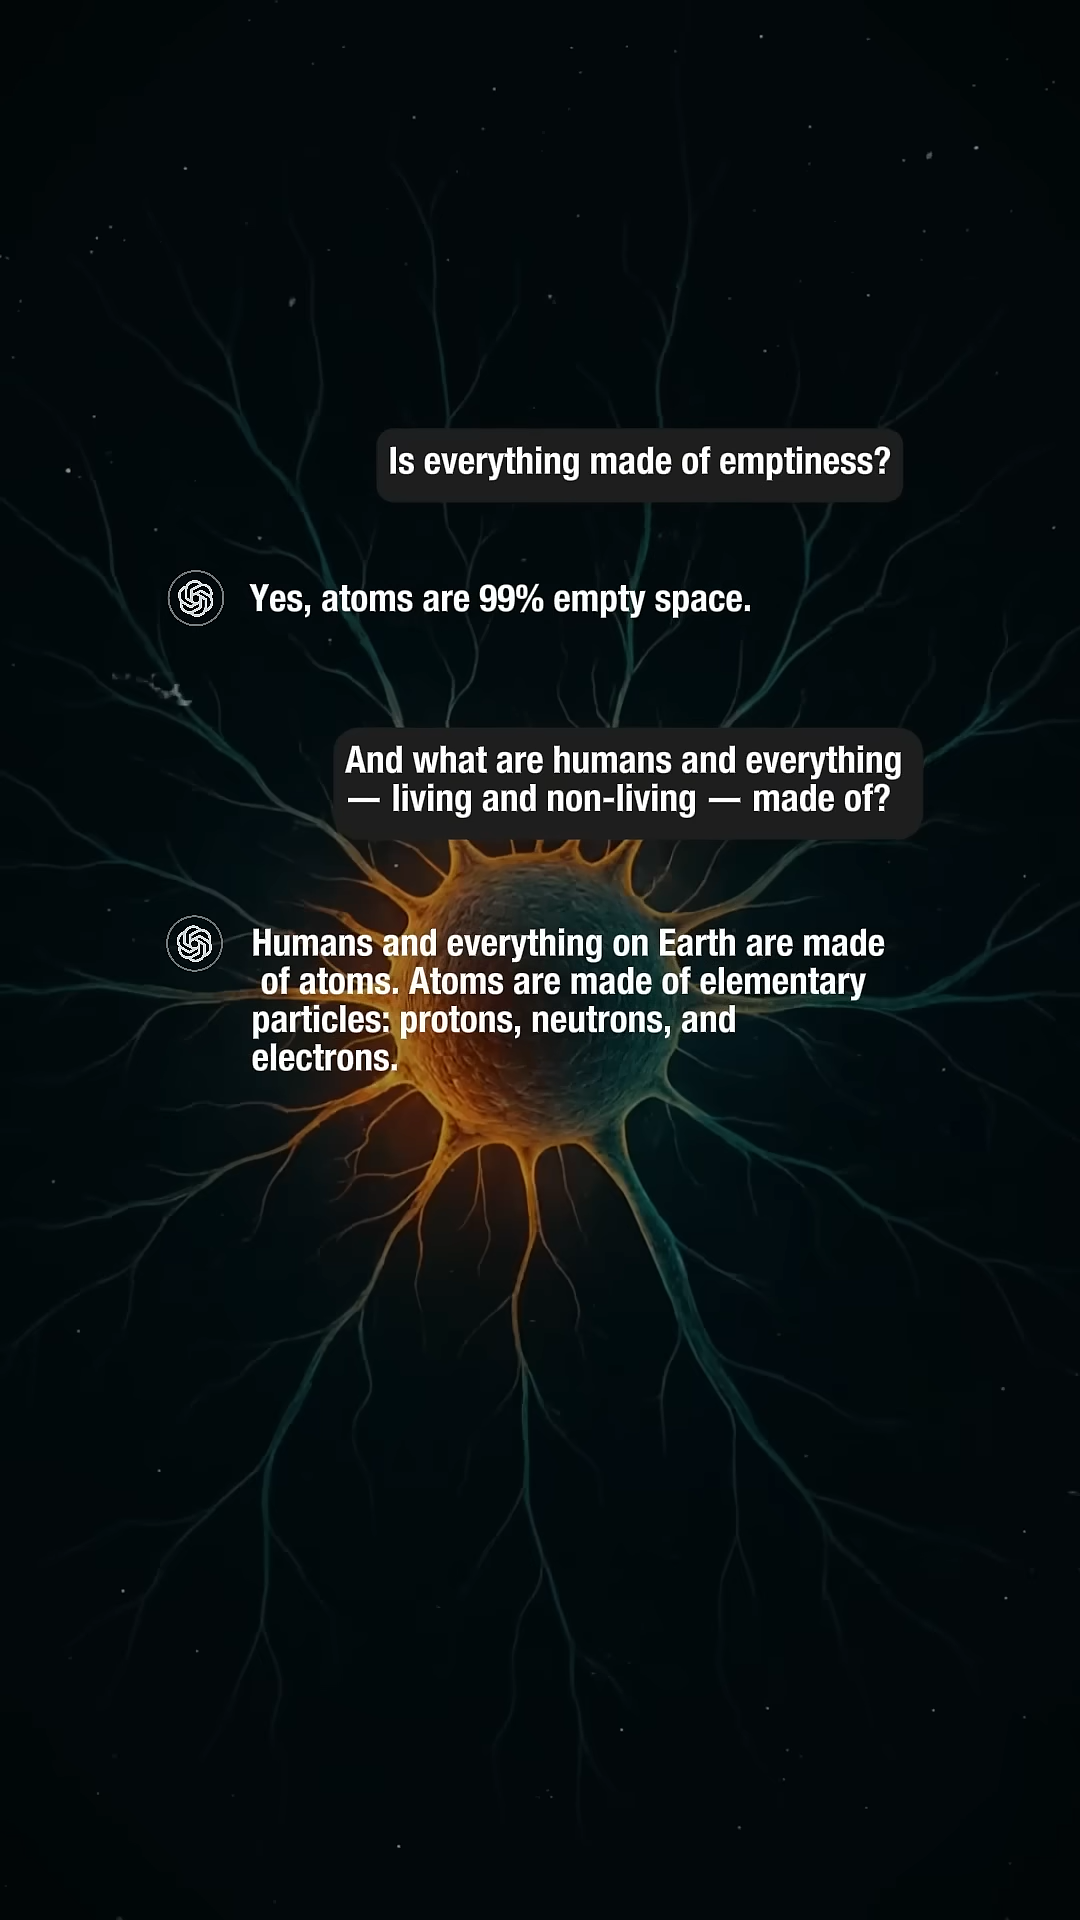 Is everything made of emptiness?
Yes, atoms are 99% empty space.
And what are humans and everything
— living and non-living — made of?
Humans and everything on Earth are made
of atoms. Atoms are made of elementary
particles: protons, neutrons, and
electrons.